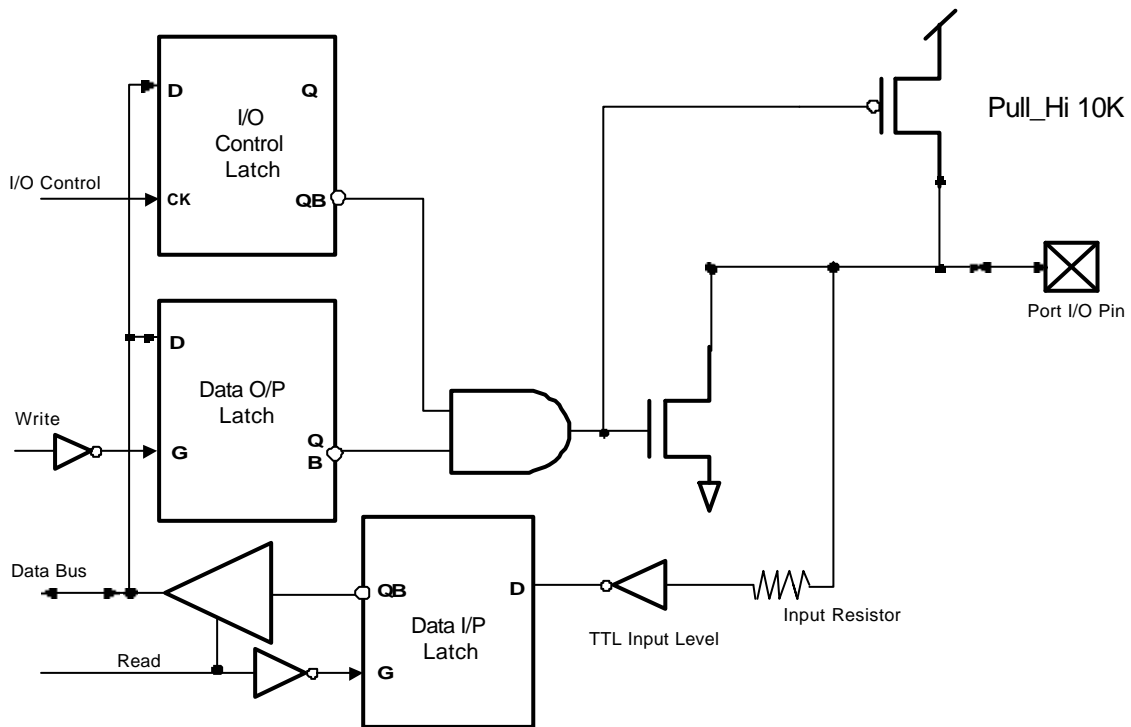 D
Q
I/O
Control
Latch
Pull_Hi 10K
I/O Control
CK
QB
Port I/O Pin
D
Data O/P
Latch
Write
Q
B
G
Data Bus
QB
D
Data I/P
Latch
TTL Input Level
Input Resistor
Read
G